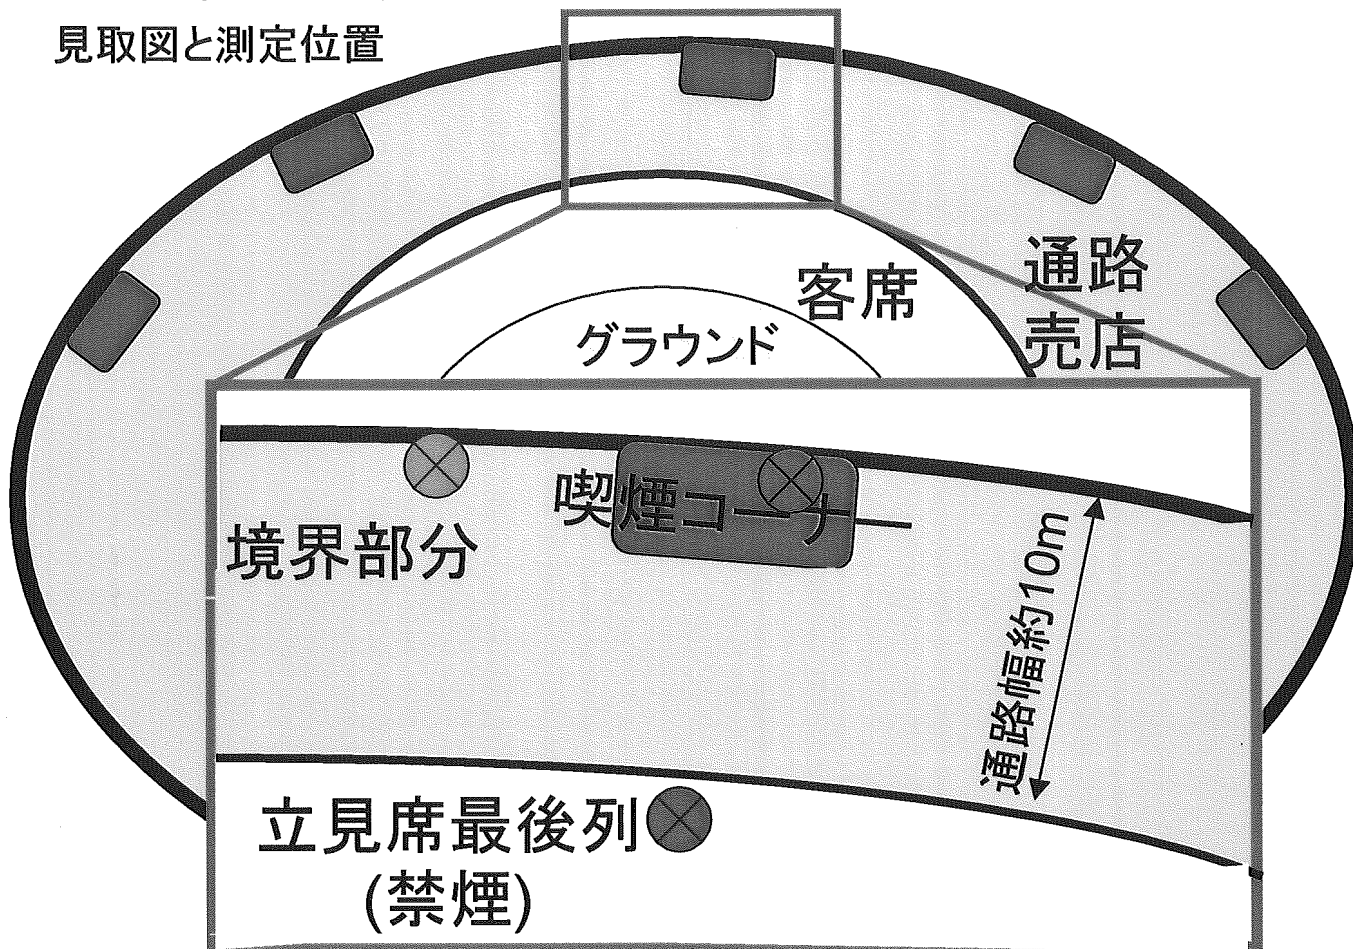 見取図と測定位置
客席
グラウンド
通路
売店
喫煙コーナー
境界部分
通路幅約10m
立見席最後列
(禁煙)